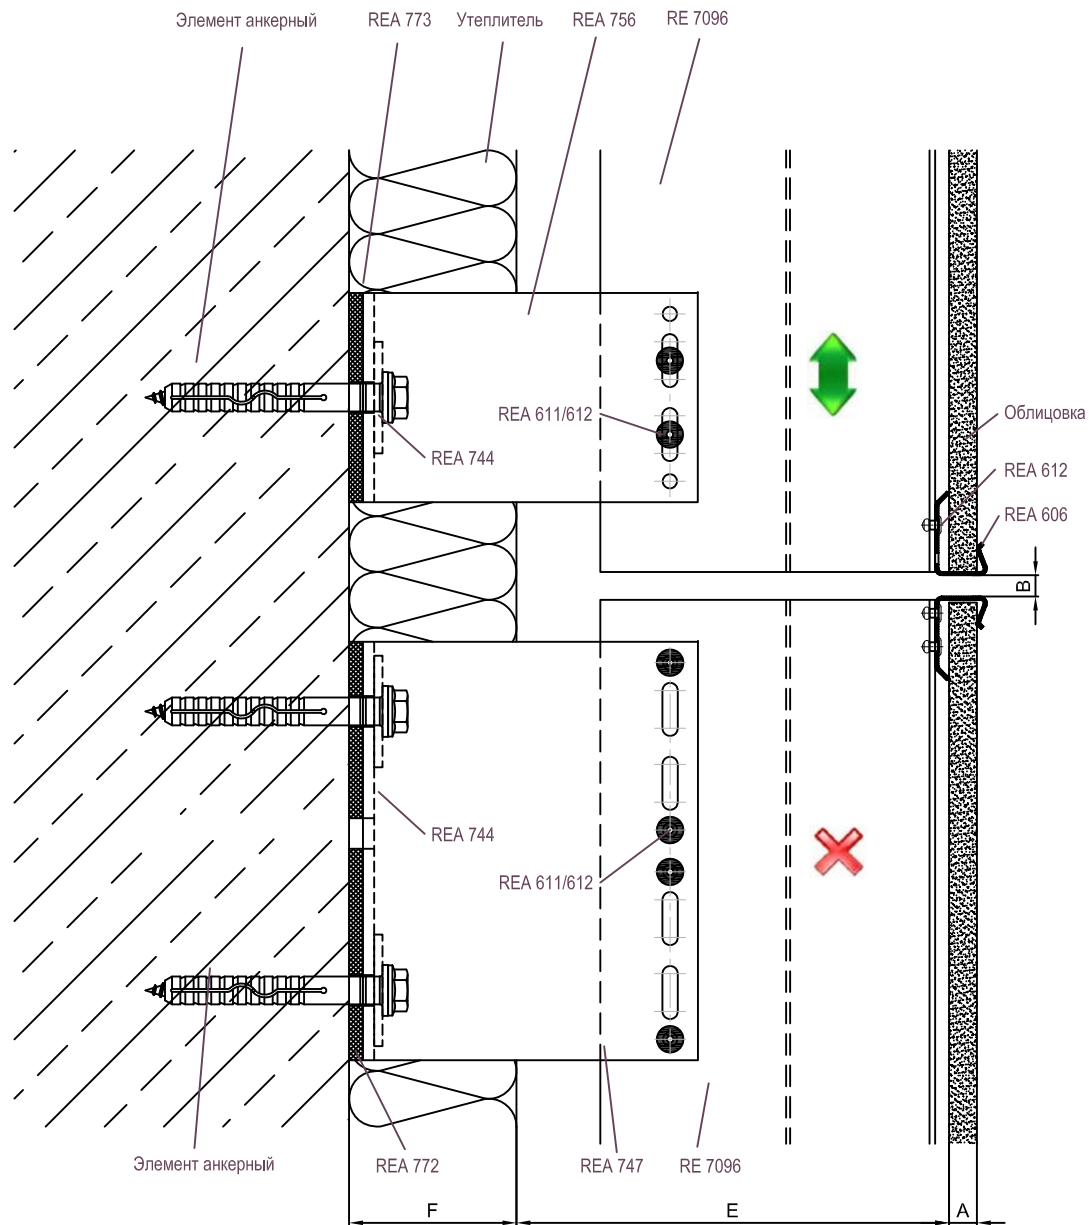 Элемент анкерный
REA 773
Утеплитель
REA 756
RE 7096
REA 611/612
REA 744
Облицовка
REA 612
REA 606
B
REA 744
REA 611/612
Элемент анкерный
REA 772
REA 747
RE 7096
F
E
A